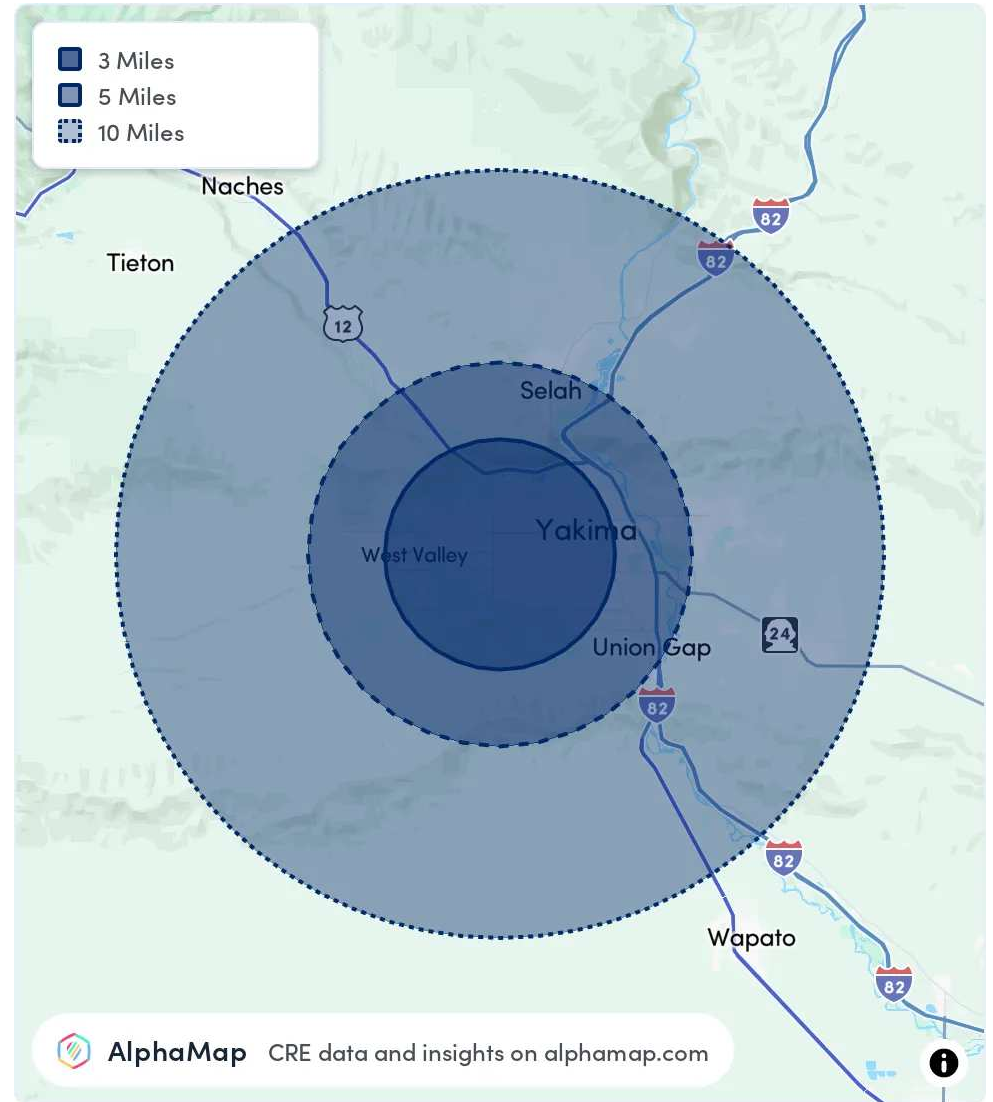 3 Miles
5 Miles
10 Miles
Naches
82
Tieton
82
12
Selah
Yakima
West Valley
24
Union Gap
82
82
Wapato
82
AlphaMap CRE data and insights on alphamap.com